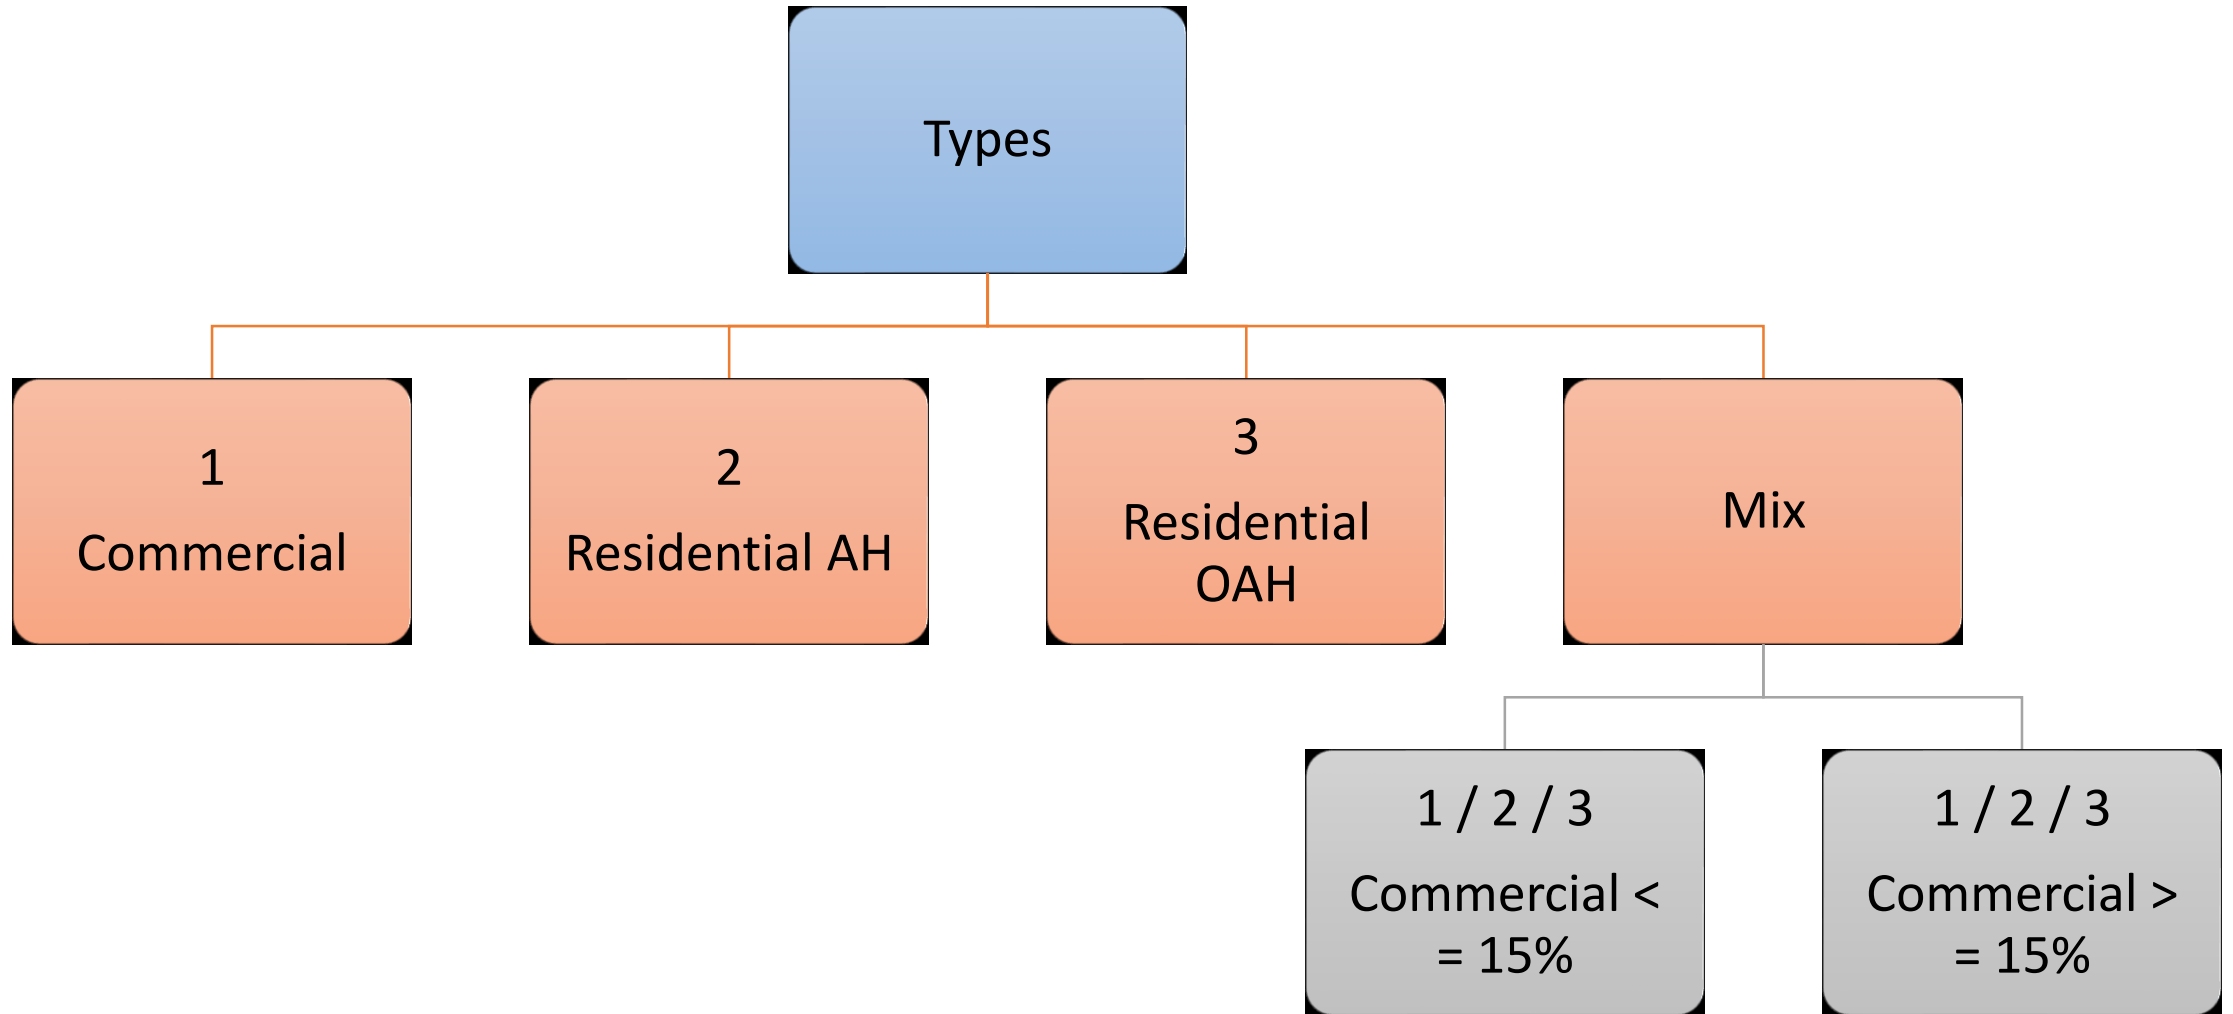 Types
1
Commercial
2
Residential AH
3
Residential
OAH
Mix
1 / 2 / 3
Commercial <
= 15%
1 / 2 / 3
Commercial >
= 15%